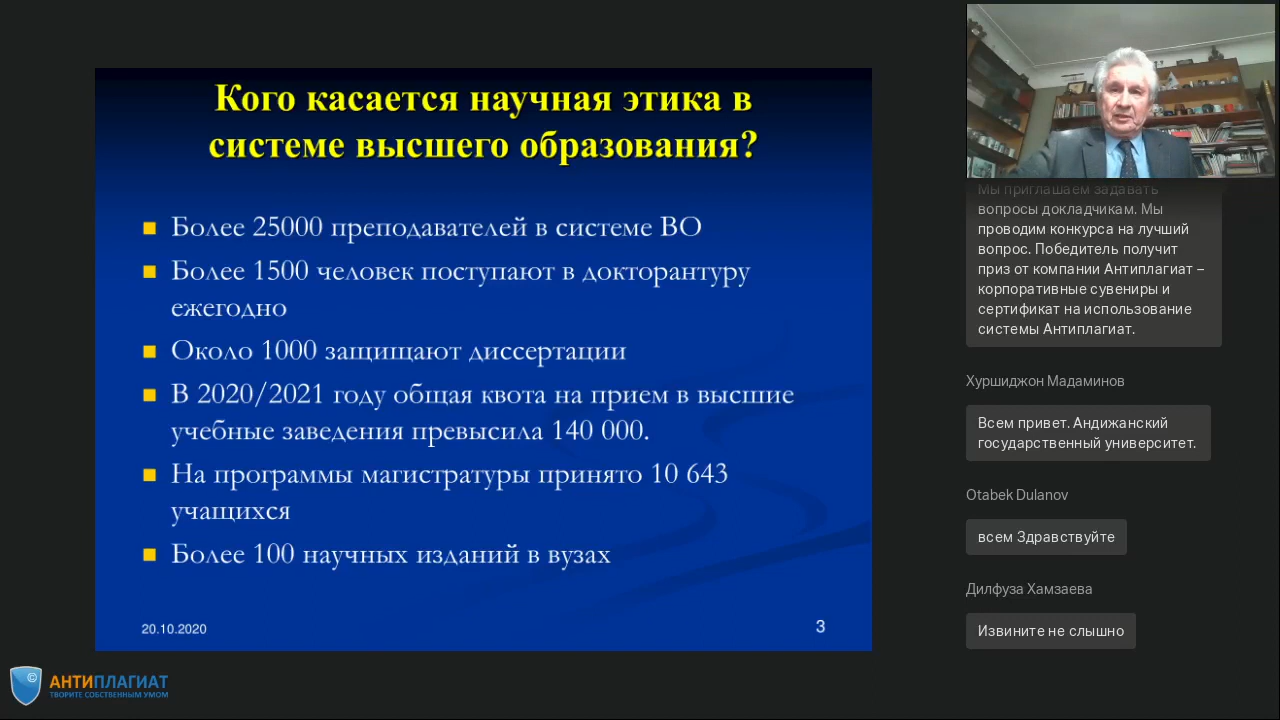 Кого касается научная этика в
системе высшего образования?
Более 25000 преподавателей в системе ВО
Более 1500 человек поступают в докторантуру
ежегодно
Около 1000 защищают диссертации
В 2020/2021 году общая квота на прием в высшие
учебные заведения превысила 140 000.
На программы магистратуры принято 10 643
учащихся
Более 100 научных изданий в вузах
20.10.2020
3
©
АНТИПЛАГИАТ
ТВОРИТЕ СОБСТВЕННЫМ УМОМ
Мы приглашаем задавать
вопросы докладчикам. Мы
проводим конкурса на лучший
вопрос. Победитель получит
приз от компании Антиплагиат –
корпоративные сувениры и
сертификат на использование
системы Антиплагиат.
Хуршиджон Мадаминов
Всем привет. Андижанский
государственный университет.
Otabek Dulanov
всем Здравствуйте
Дилфуза Хамзаева
Извините не слышно